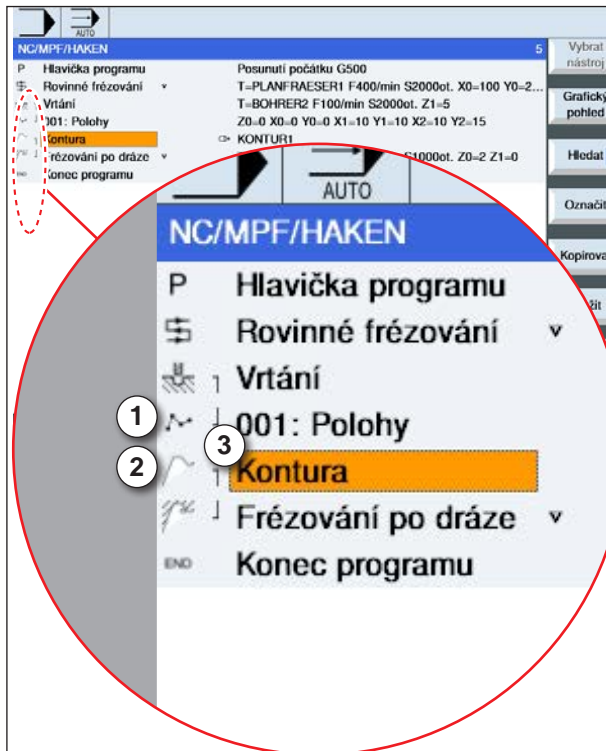 AUTO
NC/MPF/HAKEN 5
P Hlavička programu Posunutí počátku G500
Rovinné frézování v T=PLANFRAESER1 F400/min S2000ot. X0=100 Y0=2...
Vrtání T=BOHRER2 F100/min S2000ot. Z1=5
001: Polohy Z0=0 X0=0 Y0=0 X1=10 Y1=10 X2=10 Y2=15
Kontura KONTUR1
Frézování po dráze v S1000ot. Z0=2 Z1=0
END Konec programu
Vybrat
nástroj
Grafický
pohled
Hledat
Označit
Kopírova
žit
AUTO
NC/MPF/HAKEN
P Hlavička programu
Rovinné frézování v
Vrtání
1 001: Polohy
3
2 Kontura
Frézování po dráze v
END Konec programu